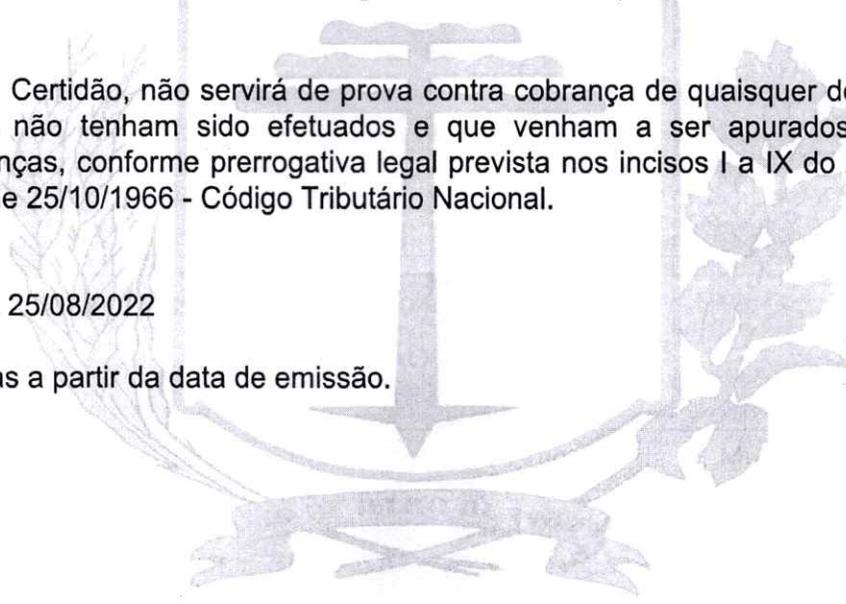 Certidão, não servirá de prova contra cobrança de quaisquer
não tenham sido efetuados e que venham a ser apurados
conforme prerrogativa legal prevista nos incisos I a IX do
25/10/1966 - Código Tributário Nacional.
25/08/2022
a partir da data de emissão.